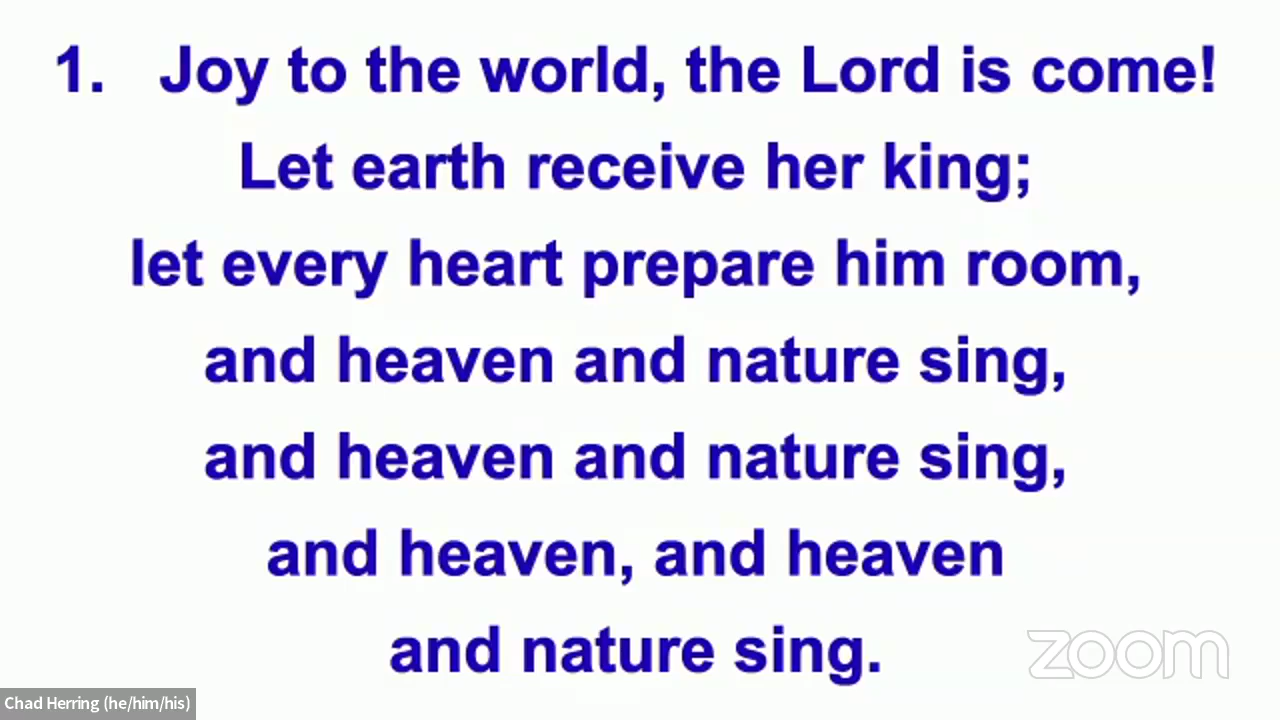 1. Joy to the world, the Lord is come!
Let earth receive her king;
let every heart prepare him room,
and heaven and nature sing,
and heaven and nature sing,
and heaven, and heaven
and nature sing.
zoom
Chad Herring (he/him/his)